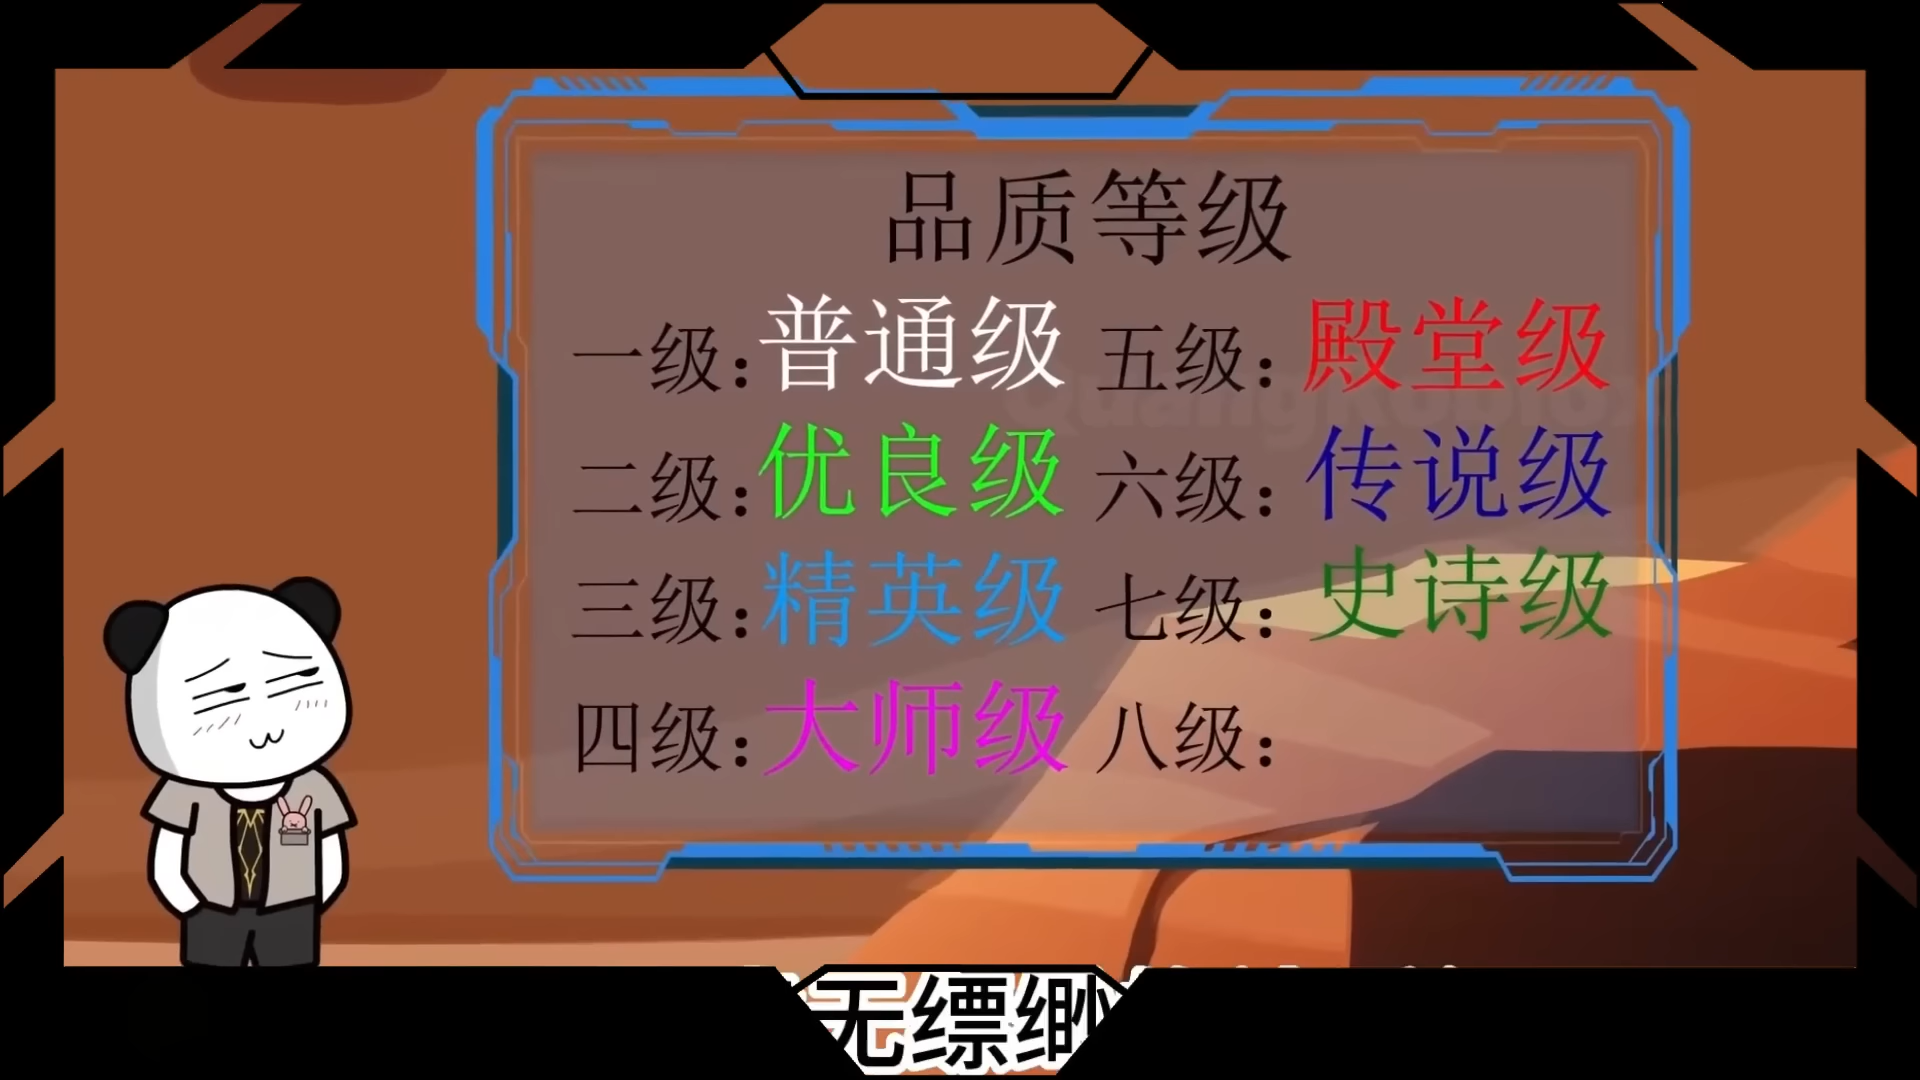 品质等级
一级：普通级 五级：殿堂级
二级：优良级 六级：传说级
三级：精英级 七级：史诗级
四级：大师级 八级：
无缥缈